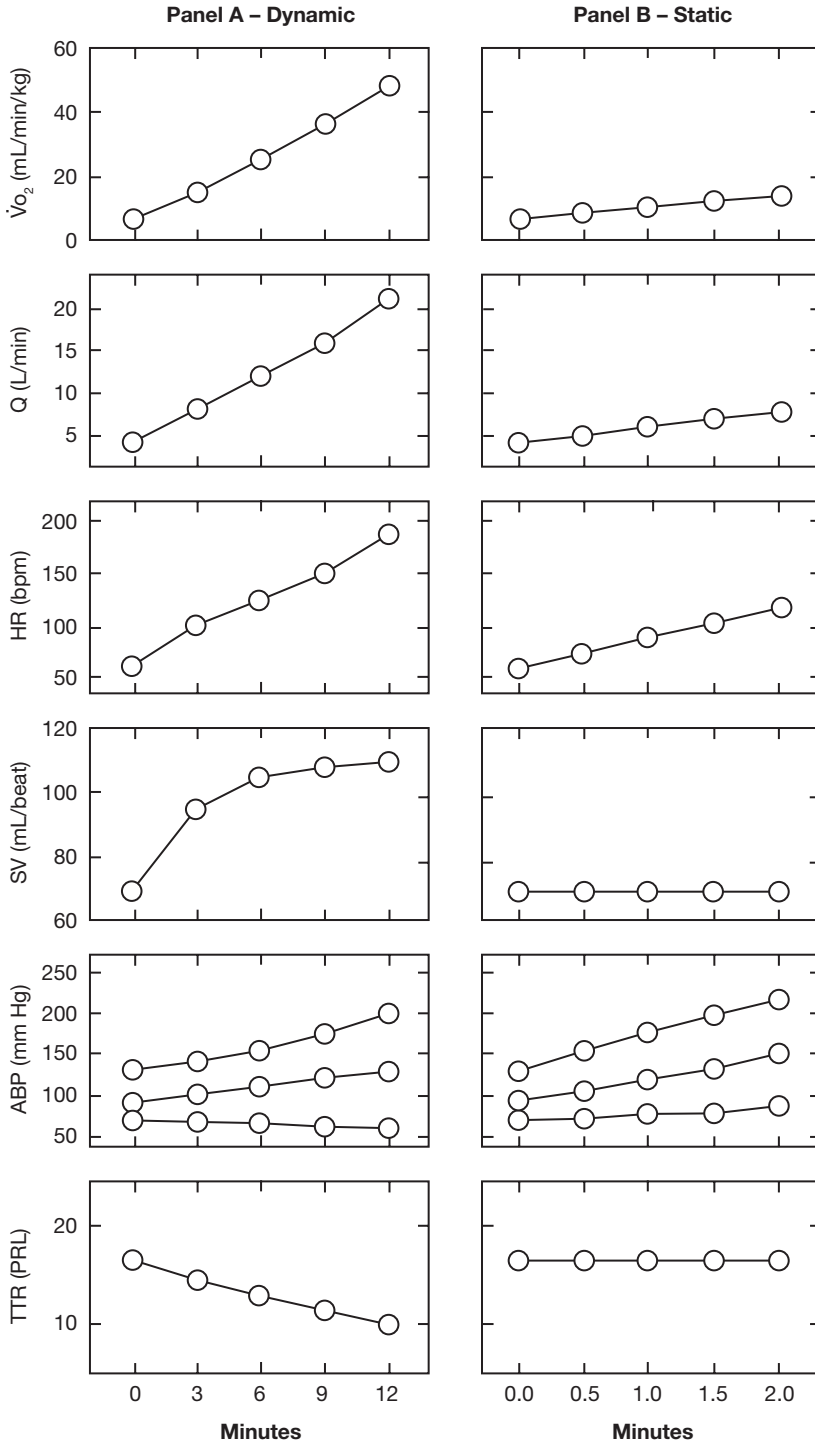 Panel A – Dynamic
Panel B – Static
V̇o₂ (mL/min/kg)
60
40
20
0
Q (L/min)
20
15
10
5
HR (bpm)
200
150
100
50
SV (mL/beat)
120
100
80
60
ABP (mm Hg)
250
200
150
100
50
TTR (PRL)
20
10
0 3 6 9 12
0.0 0.5 1.0 1.5 2.0
Minutes
Minutes